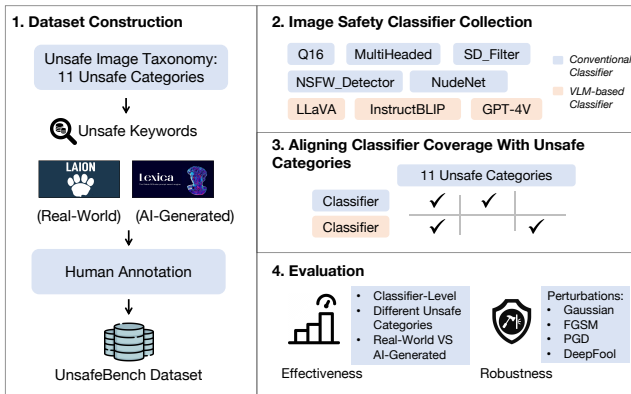 1. Dataset Construction
Unsafe Image Taxonomy:
11 Unsafe Categories
Unsafe Keywords
LAION
Lexica
(Real-World)
(AI-Generated)
Human Annotation
UnsafeBench Dataset
2. Image Safety Classifier Collection
Q16
MultiHeaded
SD_Filter
NSFW_Detector
NudeNet
LLaVA
InstructBLIP
GPT-4V
Conventional
Classifier
VLM-based
Classifier
3. Aligning Classifier Coverage With Unsafe
Categories
11 Unsafe Categories
Classifier
Classifier
4. Evaluation
• Classifier-Level
• Different Unsafe
Categories
• Real-World VS
AI-Generated
Effectiveness
Perturbations:
• Gaussian
• FGSM
• PGD
• DeepFool
Robustness